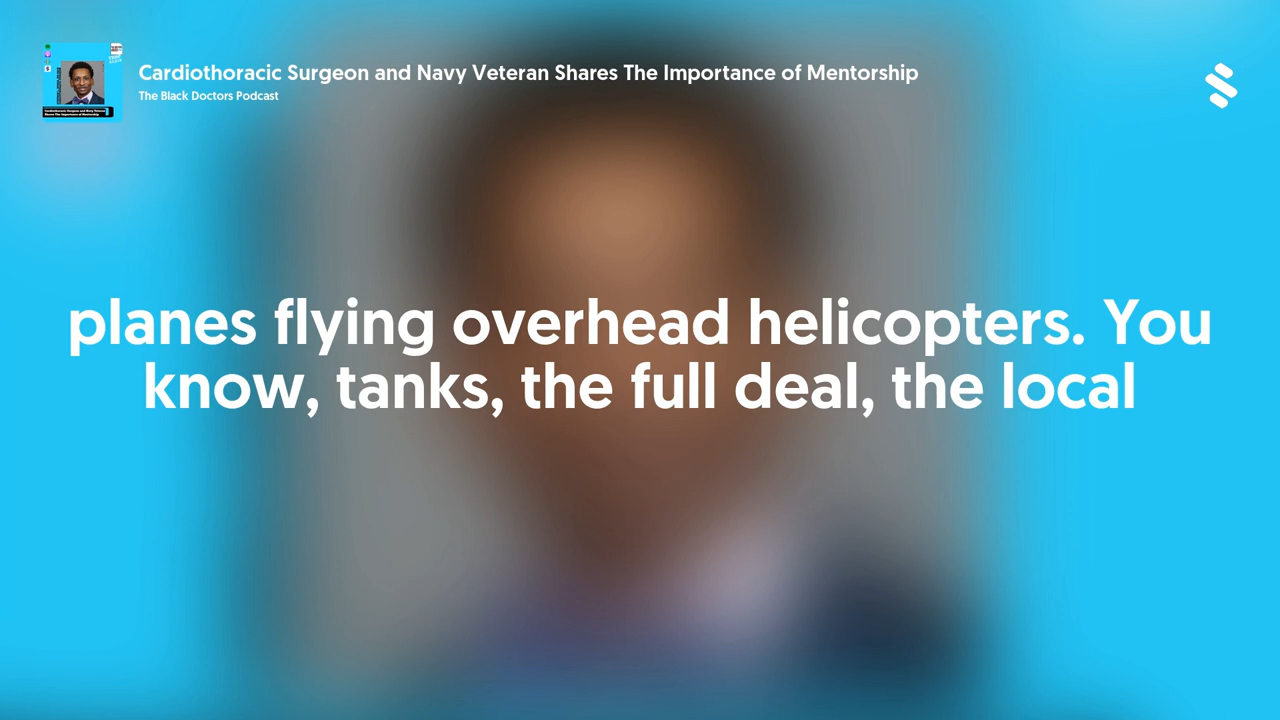 Cardiothoracic Surgeon and Navy Veteran Shares The Importance of Mentorship
The Black Doctors Podcast
planes flying overhead helicopters. You
know, tanks, the full deal, the local